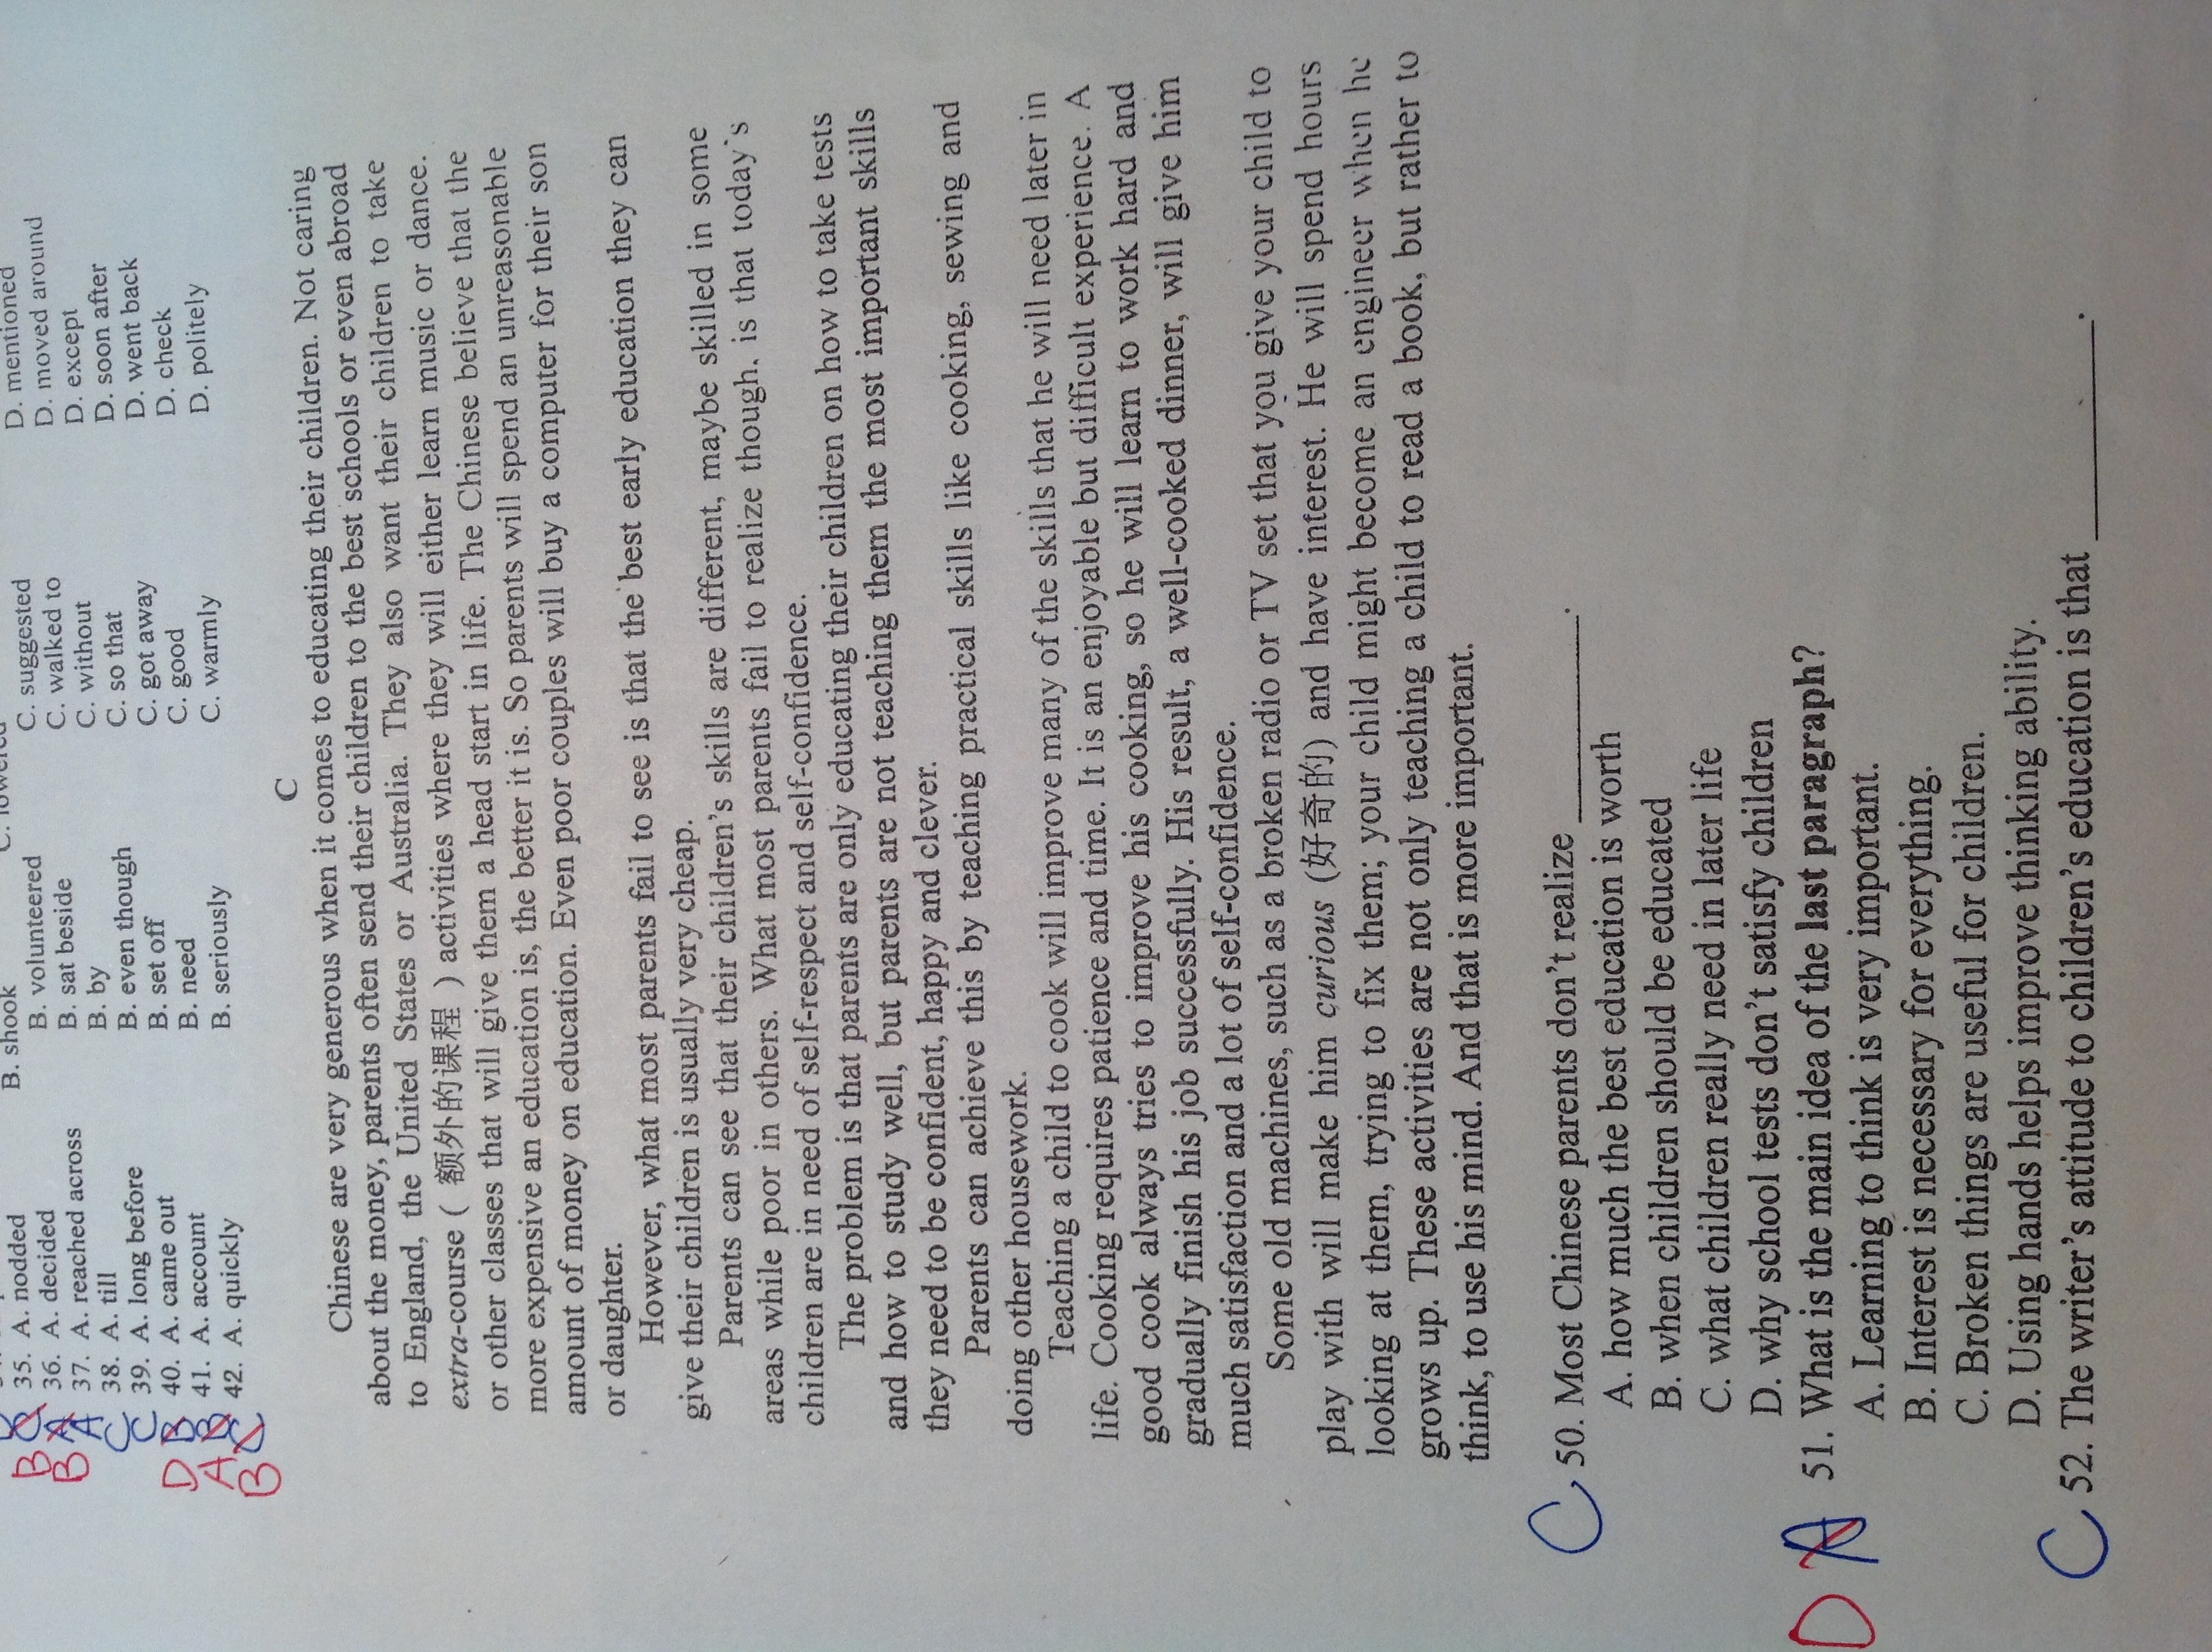 B. shook
D. mentioned
B C 35. A. nodded B. volunteered C. suggested D. moved around
B A 36. A. decided B. sat beside C. walked to D. except
A 37. A. reached across B. by C. without D. soon after
C 38. A. till B. even though C. so that D. went back
C 39. A. long before B. set off C. got away D. check
D B 40. A. came out B. need C. good D. politely
A B 41. A. account B. seriously C. warmly
B C 42. A. quickly
C
Chinese are very generous when it comes to educating their children. Not caring
about the money, parents often send their children to the best schools or even abroad
to England, the United States or Australia. They also want their children to take
extra-course ( 额外的课程 ) activities where they will either learn music or dance.
or other classes that will give them a head start in life. The Chinese believe that the
more expensive an education is, the better it is. So parents will spend an unreasonable
amount of money on education. Even poor couples will buy a computer for their son
or daughter.
However, what most parents fail to see is that the best early education they can
give their children is usually very cheap.
Parents can see that their children's skills are different, maybe skilled in some
areas while poor in others. What most parents fail to realize though. is that today`s
children are in need of self-respect and self-confidence.
The problem is that parents are only educating their children on how to take tests
and how to study well, but parents are not teaching them the most important skills
they need to be confident, happy and clever.
Parents can achieve this by teaching practical skills like cooking, sewing and
doing other housework.
Teaching a child to cook will improve many of the skills that he will need later in
life. Cooking requires patience and time. It is an enjoyable but difficult experience. A
good cook always tries to improve his cooking, so he will learn to work hard and
gradually finish his job successfully. His result, a well-cooked dinner, will give him
much satisfaction and a lot of self-confidence.
Some old machines, such as a broken radio or TV set that you give your child to
play with will make him curious (好奇的) and have interest. He will spend hours
looking at them, trying to fix them; your child might become an engineer when he
grows up. These activities are not only teaching a child to read a book, but rather to
think, to use his mind. And that is more important.
C 50. Most Chinese parents don't realize __________.
A. how much the best education is worth
B. when children should be educated
C. what children really need in later life
D. why school tests don't satisfy children
D A 51. What is the main idea of the last paragraph?
A. Learning to think is very important.
B. Interest is necessary for everything.
C. Broken things are useful for children.
D. Using hands helps improve thinking ability.
C 52. The writer's attitude to children's education is that __________.